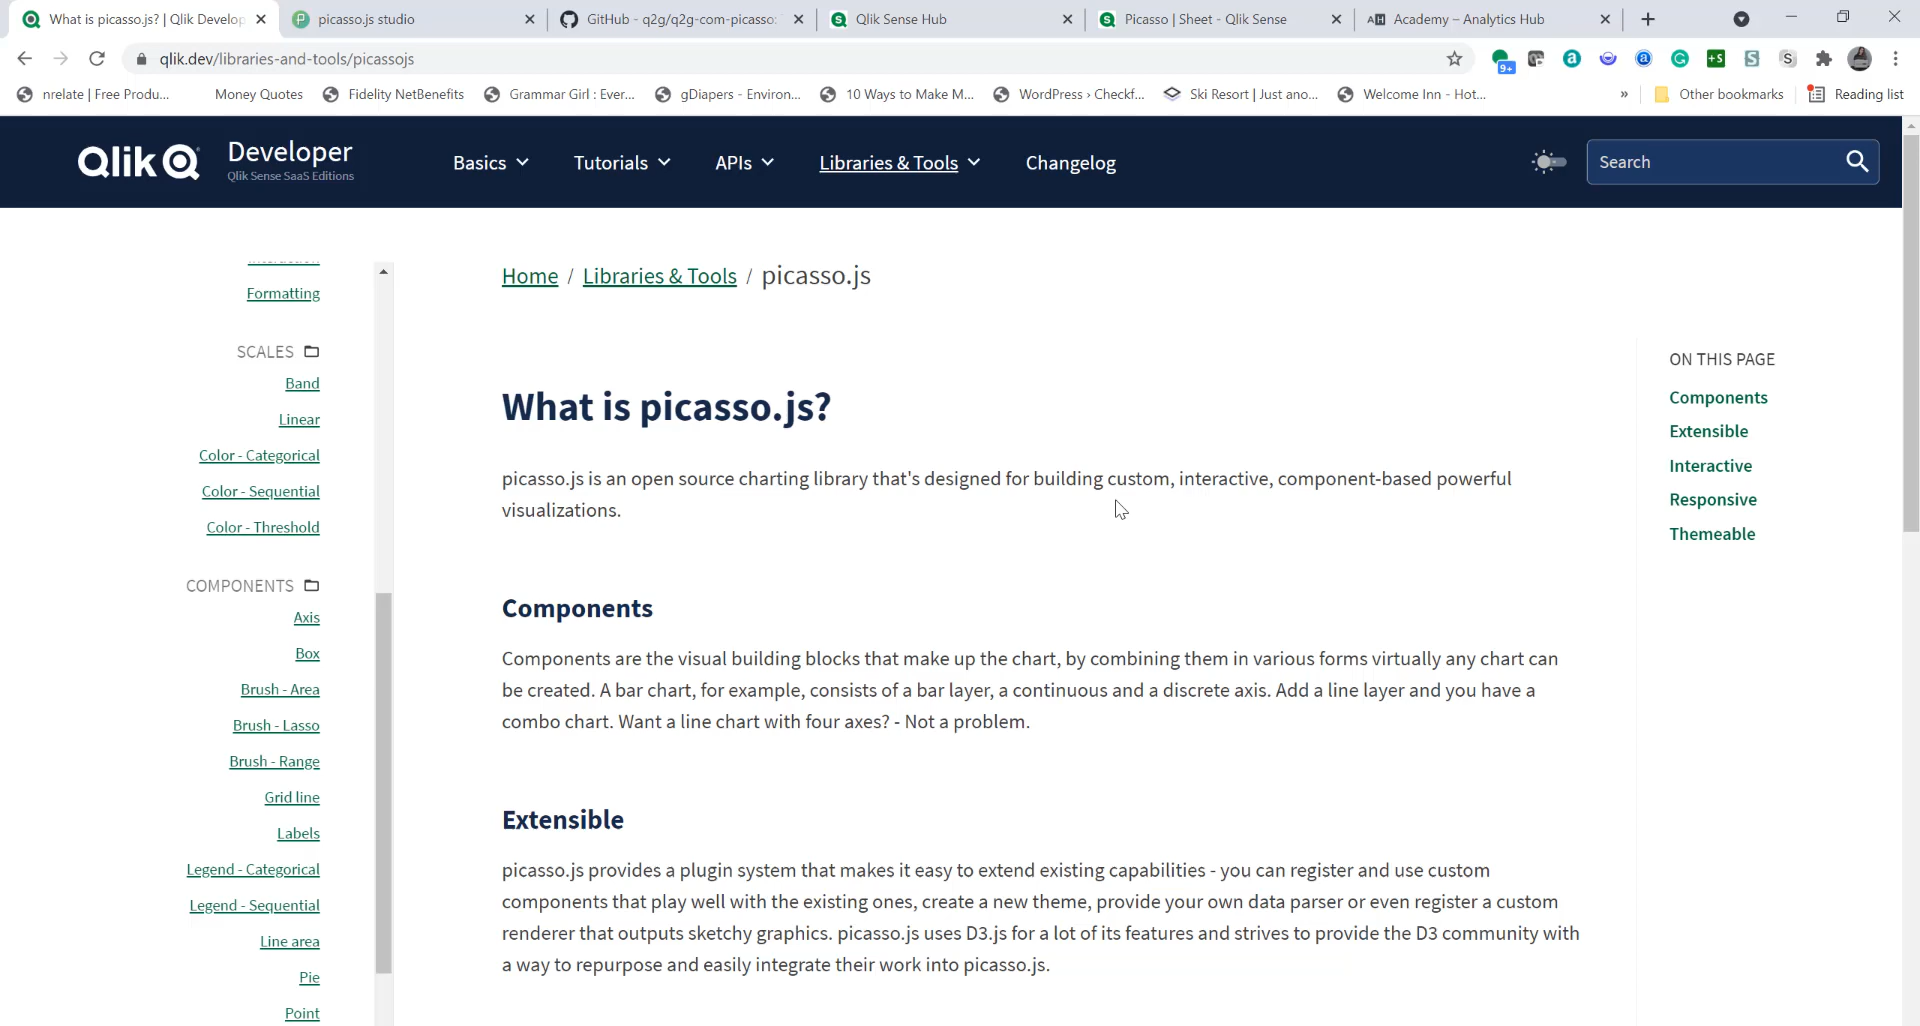 What is picasso.js? | Qlik Develop
picasso.js studio
GitHub - q2g/q2g-com-picasso:
Qlik Sense Hub
Picasso | Sheet - Qlik Sense
Academy – Analytics Hub
qlik.dev/libraries-and-tools/picassojs
9+
+S
nrelate | Free Produ...
Money Quotes
Fidelity NetBenefits
Grammar Girl : Ever...
gDiapers - Environ...
10 Ways to Make M...
WordPress › Checkf...
Ski Resort | Just ano...
Welcome Inn - Hot...
»
Other bookmarks
Reading list
Qlik
Developer
Qlik Sense SaaS Editions
Basics
Tutorials
APIs
Libraries & Tools
Changelog
Search
Formatting
SCALES
Band
Linear
Color - Categorical
Color - Sequential
Color - Threshold
COMPONENTS
Axis
Box
Brush - Area
Brush - Lasso
Brush - Range
Grid line
Labels
Legend - Categorical
Legend - Sequential
Line area
Pie
Point
Home / Libraries & Tools / picasso.js
What is picasso.js?
picasso.js is an open source charting library that's designed for building custom, interactive, component-based powerful
visualizations.
Components
Components are the visual building blocks that make up the chart, by combining them in various forms virtually any chart can
be created. A bar chart, for example, consists of a bar layer, a continuous and a discrete axis. Add a line layer and you have a
combo chart. Want a line chart with four axes? - Not a problem.
Extensible
picasso.js provides a plugin system that makes it easy to extend existing capabilities - you can register and use custom
components that play well with the existing ones, create a new theme, provide your own data parser or even register a custom
renderer that outputs sketchy graphics. picasso.js uses D3.js for a lot of its features and strives to provide the D3 community with
a way to repurpose and easily integrate their work into picasso.js.
ON THIS PAGE
Components
Extensible
Interactive
Responsive
Themeable